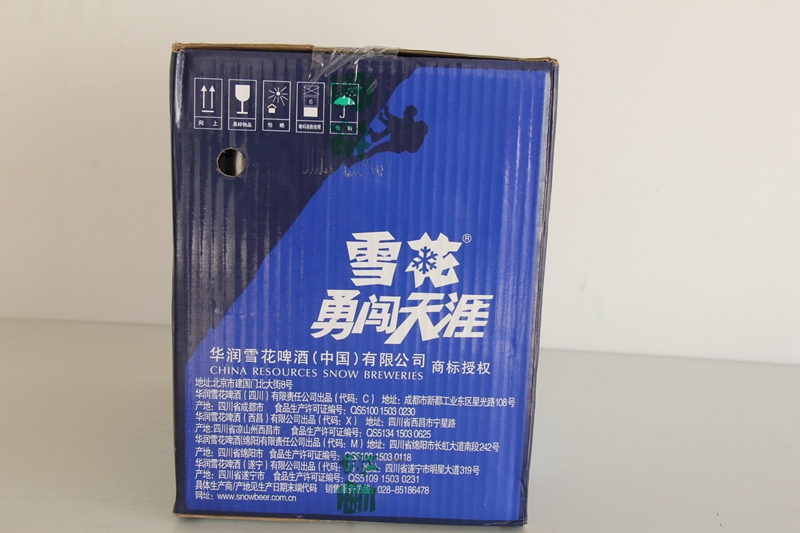 向上
易碎物品
怕晒
6
堆码层数极限
怕雨
雪花®
勇闯天涯
华润雪花啤酒(中国)有限公司 商标授权
CHINA RESOURCES SNOW BREWERIES
地址:北京市建国门北大街8号
华润雪花啤酒(四川)有限责任公司出品(代码:C) 地址:成都市新都工业东区星光路108号
产地:四川省成都市 食品生产许可证编号:QS5100 1503 0230
华润雪花啤酒(西昌)有限公司出品(代码:X) 地址:四川省西昌市宁星路
产地:四川省凉山州西昌市 食品生产许可证编号:QS5134 1503 0625
华润雪花啤酒(绵阳)有限责任公司出品(代码:M) 地址:四川省绵阳市长虹大道南段242号
产地:四川省绵阳市 食品生产许可证编号:QS5100 1503 0118
华润雪花啤酒(遂宁)有限公司出品(代码: 地址:四川省遂宁市明星大道319号
产地:四川省遂宁市 食品生产许可证编号:QS5109 1503 0231
具体生产商/产地见生产日期末端代码 销售 028-85186478
网址:www.snowbeer.com.cn